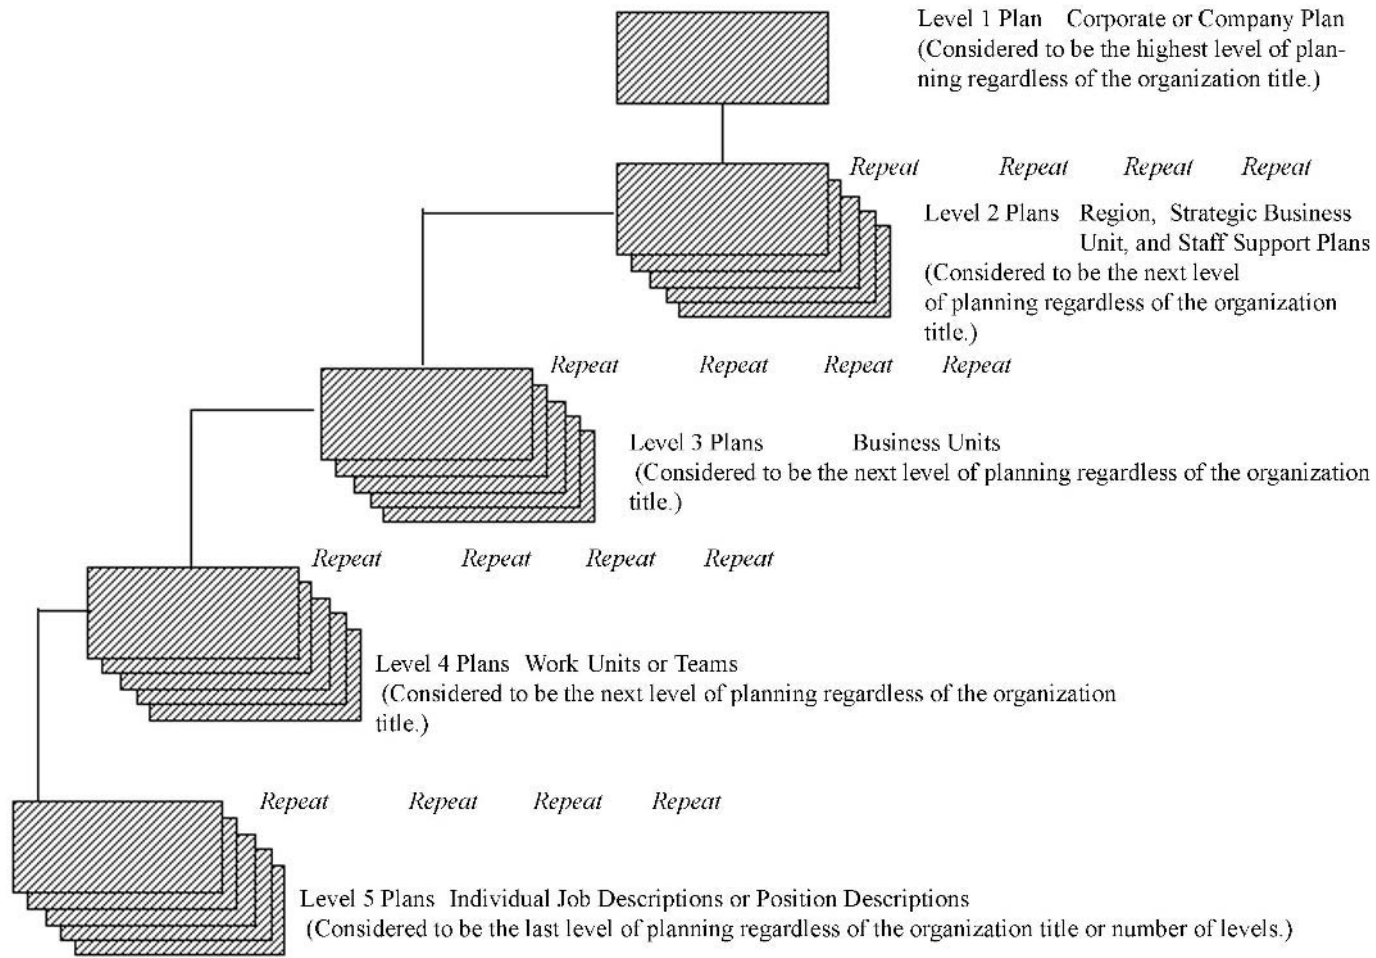 Level 1 Plan Corporate or Company Plan
(Considered to be the highest level of plan-
ning regardless of the organization title.)
Repeat Repeat Repeat Repeat
Level 2 Plans Region, Strategic Business
Unit, and Staff Support Plans
(Considered to be the next level
of planning regardless of the organization
title.)
Repeat Repeat Repeat Repeat
Level 3 Plans Business Units
(Considered to be the next level of planning regardless of the organization
title.)
Repeat Repeat Repeat Repeat
Level 4 Plans Work Units or Teams
(Considered to be the next level of planning regardless of the organization
title.)
Repeat Repeat Repeat Repeat
Level 5 Plans Individual Job Descriptions or Position Descriptions
(Considered to be the last level of planning regardless of the organization title or number of levels.)